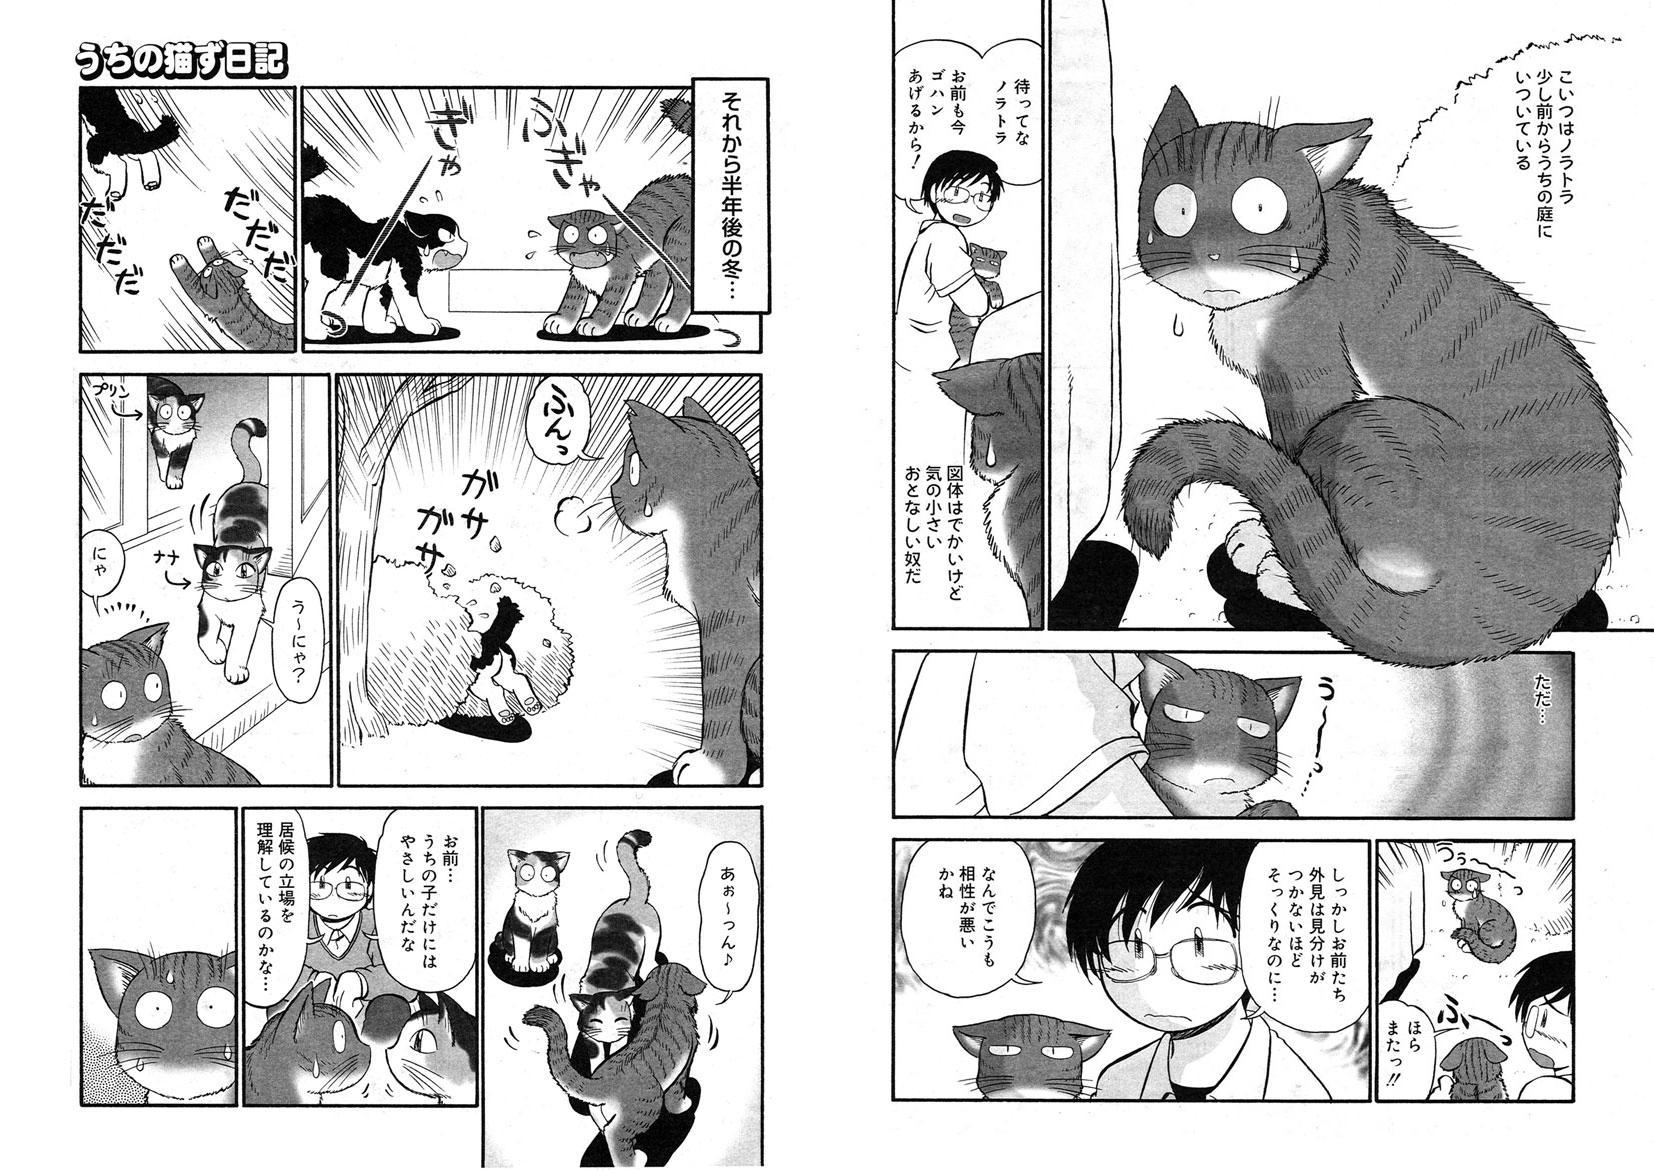 こいつはノラトラ
少し前からうちの庭に
いついている
待ってな
ノラトラ
お前も今
ゴハン
あげるから!
図体はでかいけど
気の小さい
おとなしい奴だ
ただ…
う〜〜…っ
うぅ〜〜っ
ふ〜〜っ
ほら
またっ!!
しっかしお前たち
外見は見分けが
つかないほど
そっくりなのに…
なんでこうも
相性が悪い
かね
うちの猫ず日記
それから半年後の冬…
ふぎゃ
ぎゃ
だだだ
だだだだ
ふんっ
ガサ
ガサ
プリン
ナナ
にゃ
う〜にゃ?
あぉ〜っん♪
お前…
うちの子だけには
やさしいんだな
居候の立場を
理解しているのかな…